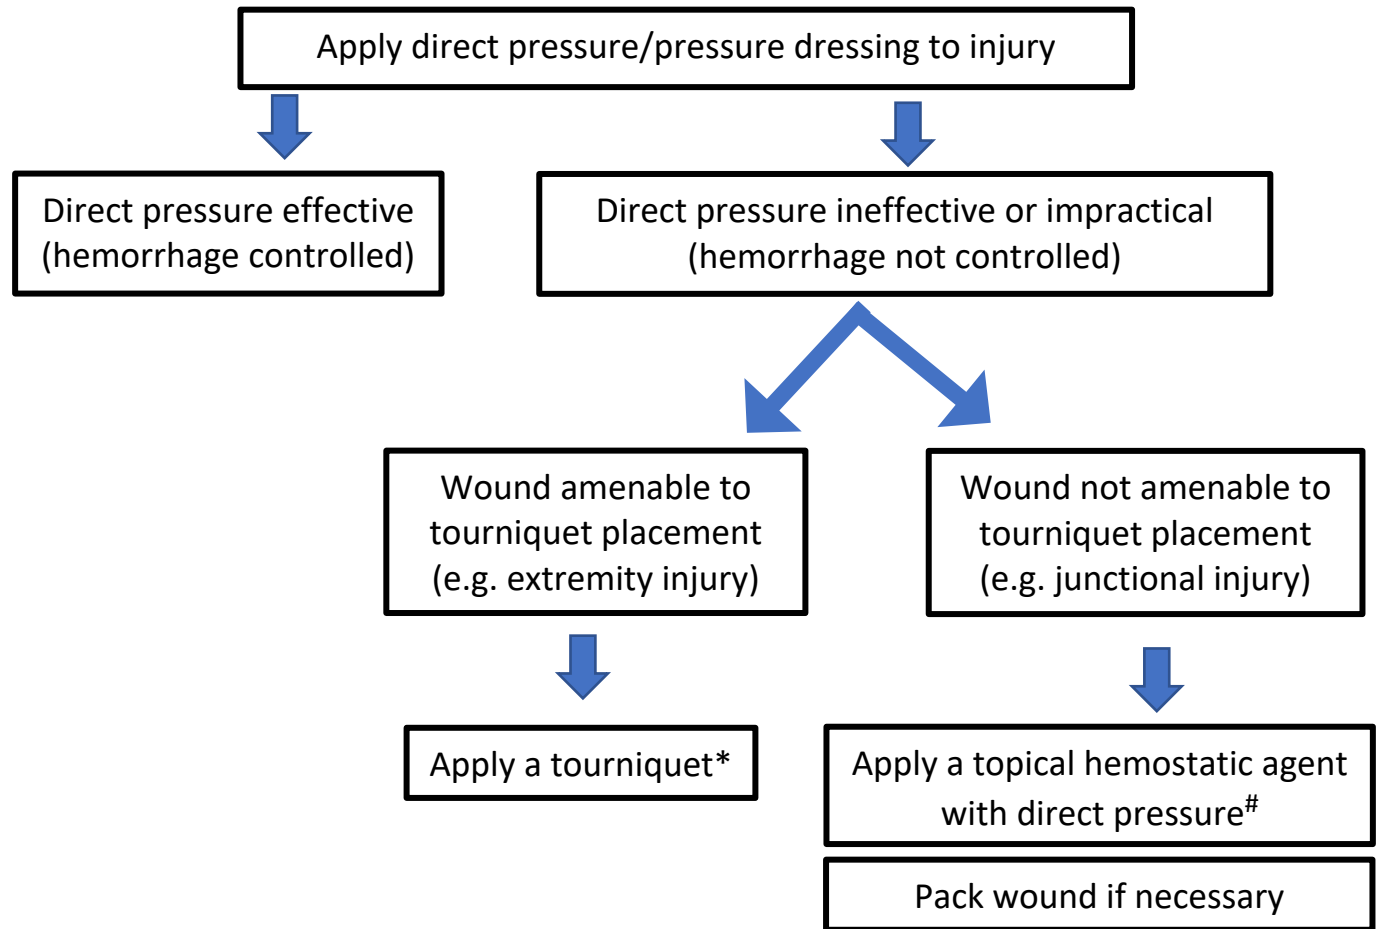 Apply direct pressure/pressure dressing to injury
Direct pressure effective
(hemorrhage controlled)
Direct pressure ineffective or impractical
(hemorrhage not controlled)
Wound amenable to
tourniquet placement
(e.g. extremity injury)
Wound not amenable to
tourniquet placement
(e.g. junctional injury)
Apply a tourniquet*
Apply a topical hemostatic agent
with direct pressure#
Pack wound if necessary